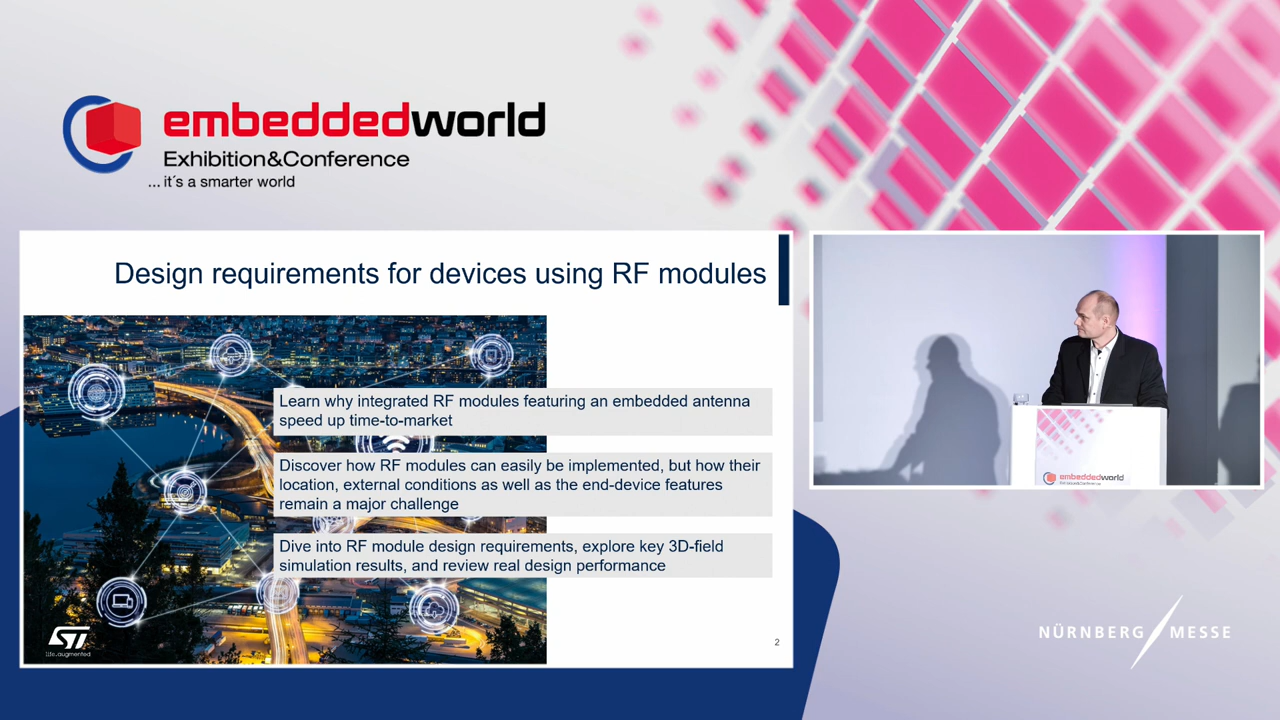 embeddedworld
Exhibition&Conference
... it´s a smarter world
Design requirements for devices using RF modules
Learn why integrated RF modules featuring an embedded antenna
speed up time-to-market
Discover how RF modules can easily be implemented, but how their
location, external conditions as well as the end-device features
remain a major challenge
Dive into RF module design requirements, explore key 3D-field
simulation results, and review real design performance
ST
life.augmented
2
embeddedworld
Exhibition&Conference
NÜRNBERG MESSE